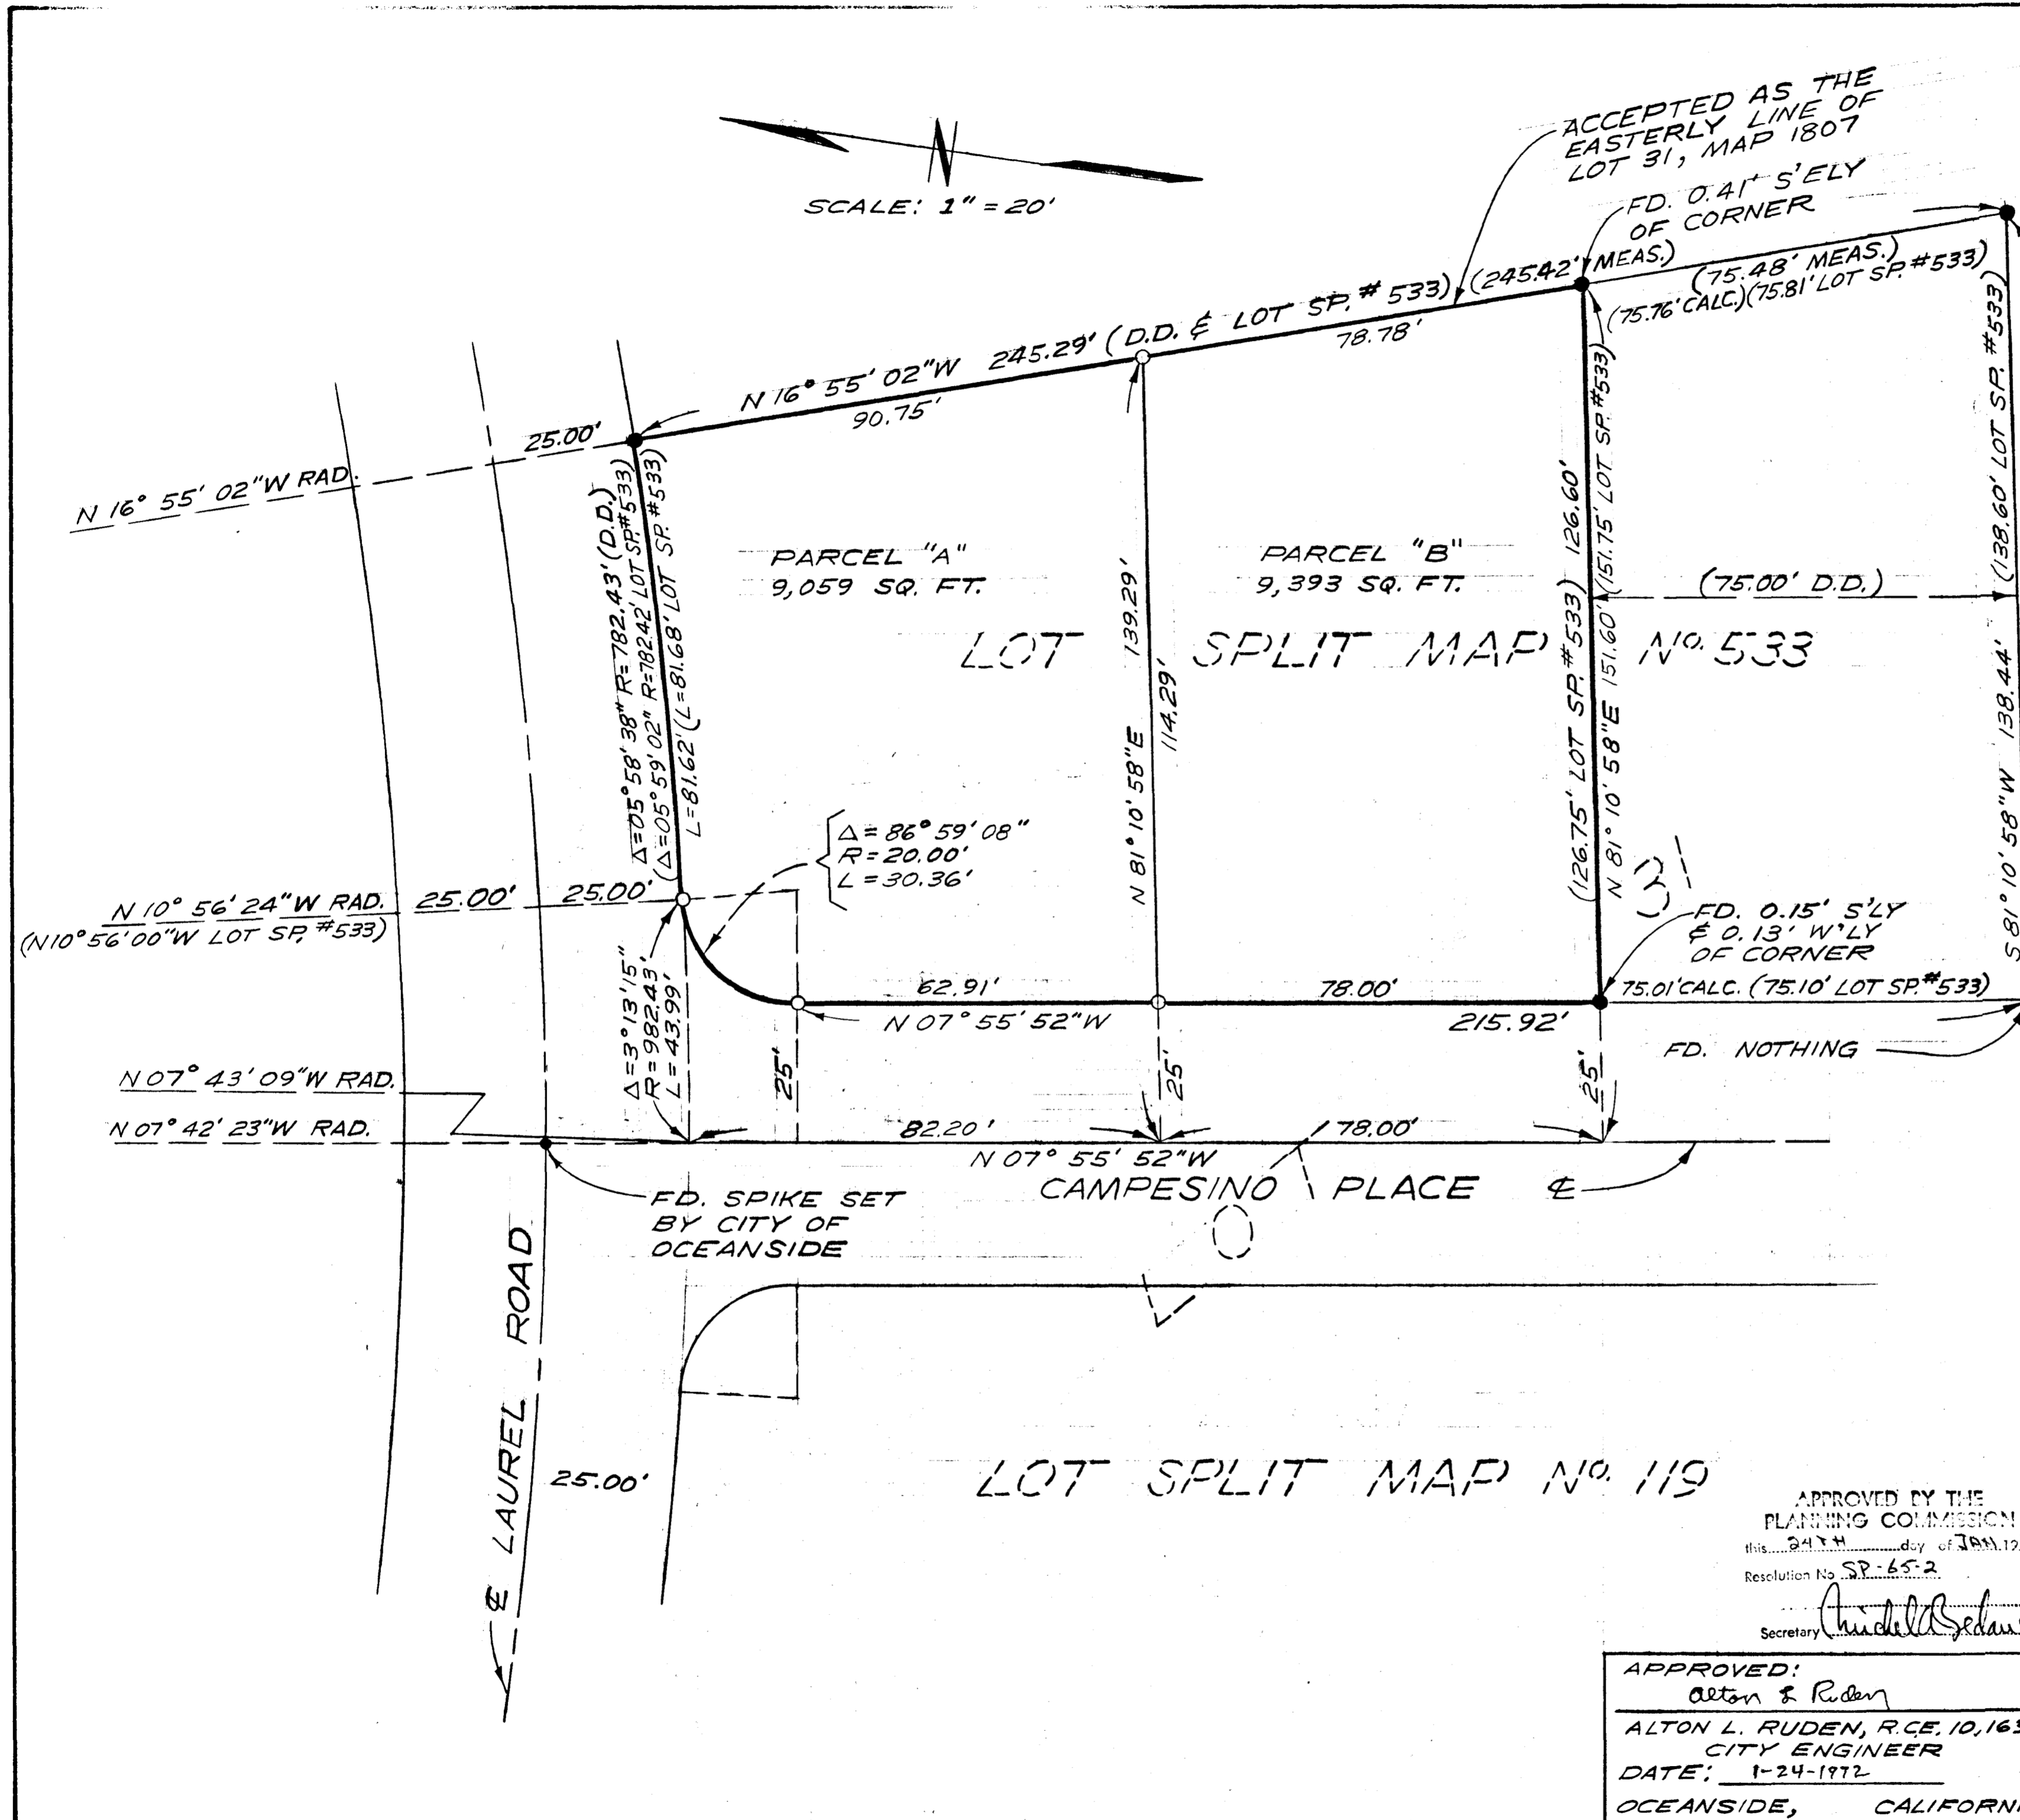 ACCEPTED AS THE
EASTERLY LINE OF
LOT 31, MAP 1807
N
SCALE: 1" = 20'
FD. 0.41' S'ELY
OF CORNER
N 16° 55' 02"W 245.29' (D.D. & LOT SP. # 533) (245.42' MEAS.)
(75.48' MEAS.)
(75.76' CALC.)(75.81' LOT SP. #533)
90.75'
78.78'
25.00'
N 16° 55' 02"W RAD.
Δ=05° 58' 38" R=782.43' (D.D.)
(Δ=05° 59' 02" R=782.42' LOT SP. #533)
L=81.62' (L=81.68' LOT SP. #533)
PARCEL "A"
9,059 SQ. FT.
PARCEL "B"
9,393 SQ. FT.
N 81° 10' 58"E 139.29'
114.29'
(126.75' LOT SP. #533) 126.60'
N 81° 10' 58"E 151.60' (151.75' LOT SP. #533)
(75.00' D.D.)
S 81° 10' 58"W 138.44' (138.60' LOT SP. #533)
LOT SPLIT MAP Nº 533
Δ = 86° 59' 08"
R = 20.00'
L = 30.36'
31
N 10° 56' 24"W RAD. 25.00' 25.00'
(N10° 56' 00"W LOT SP. #533)
FD. 0.15' S'LY
& 0.13' W'LY
OF CORNER
62.91'
78.00'
75.01' CALC. (75.10' LOT SP. #533)
N 07° 55' 52"W
215.92'
FD. NOTHING
Δ=3° 13' 15"
R=982.43'
L=43.99'
25'
25'
25'
N 07° 43' 09"W RAD.
N 07° 42' 23"W RAD.
82.20'
78.00'
N 07° 55' 52"W
CAMPESINO PLACE ℄
FD. SPIKE SET
BY CITY OF
OCEANSIDE
℄ LAUREL ROAD
25.00'
LOT SPLIT MAP Nº 119
APPROVED BY THE
PLANNING COMMISSION
this 24TH day of JAN. 19
Resolution No SP-65-2
Secretary
APPROVED:
Alton L Ruden
ALTON L. RUDEN, R.C.E. 10,163
CITY ENGINEER
DATE: 1-24-1972
OCEANSIDE, CALIFORNI